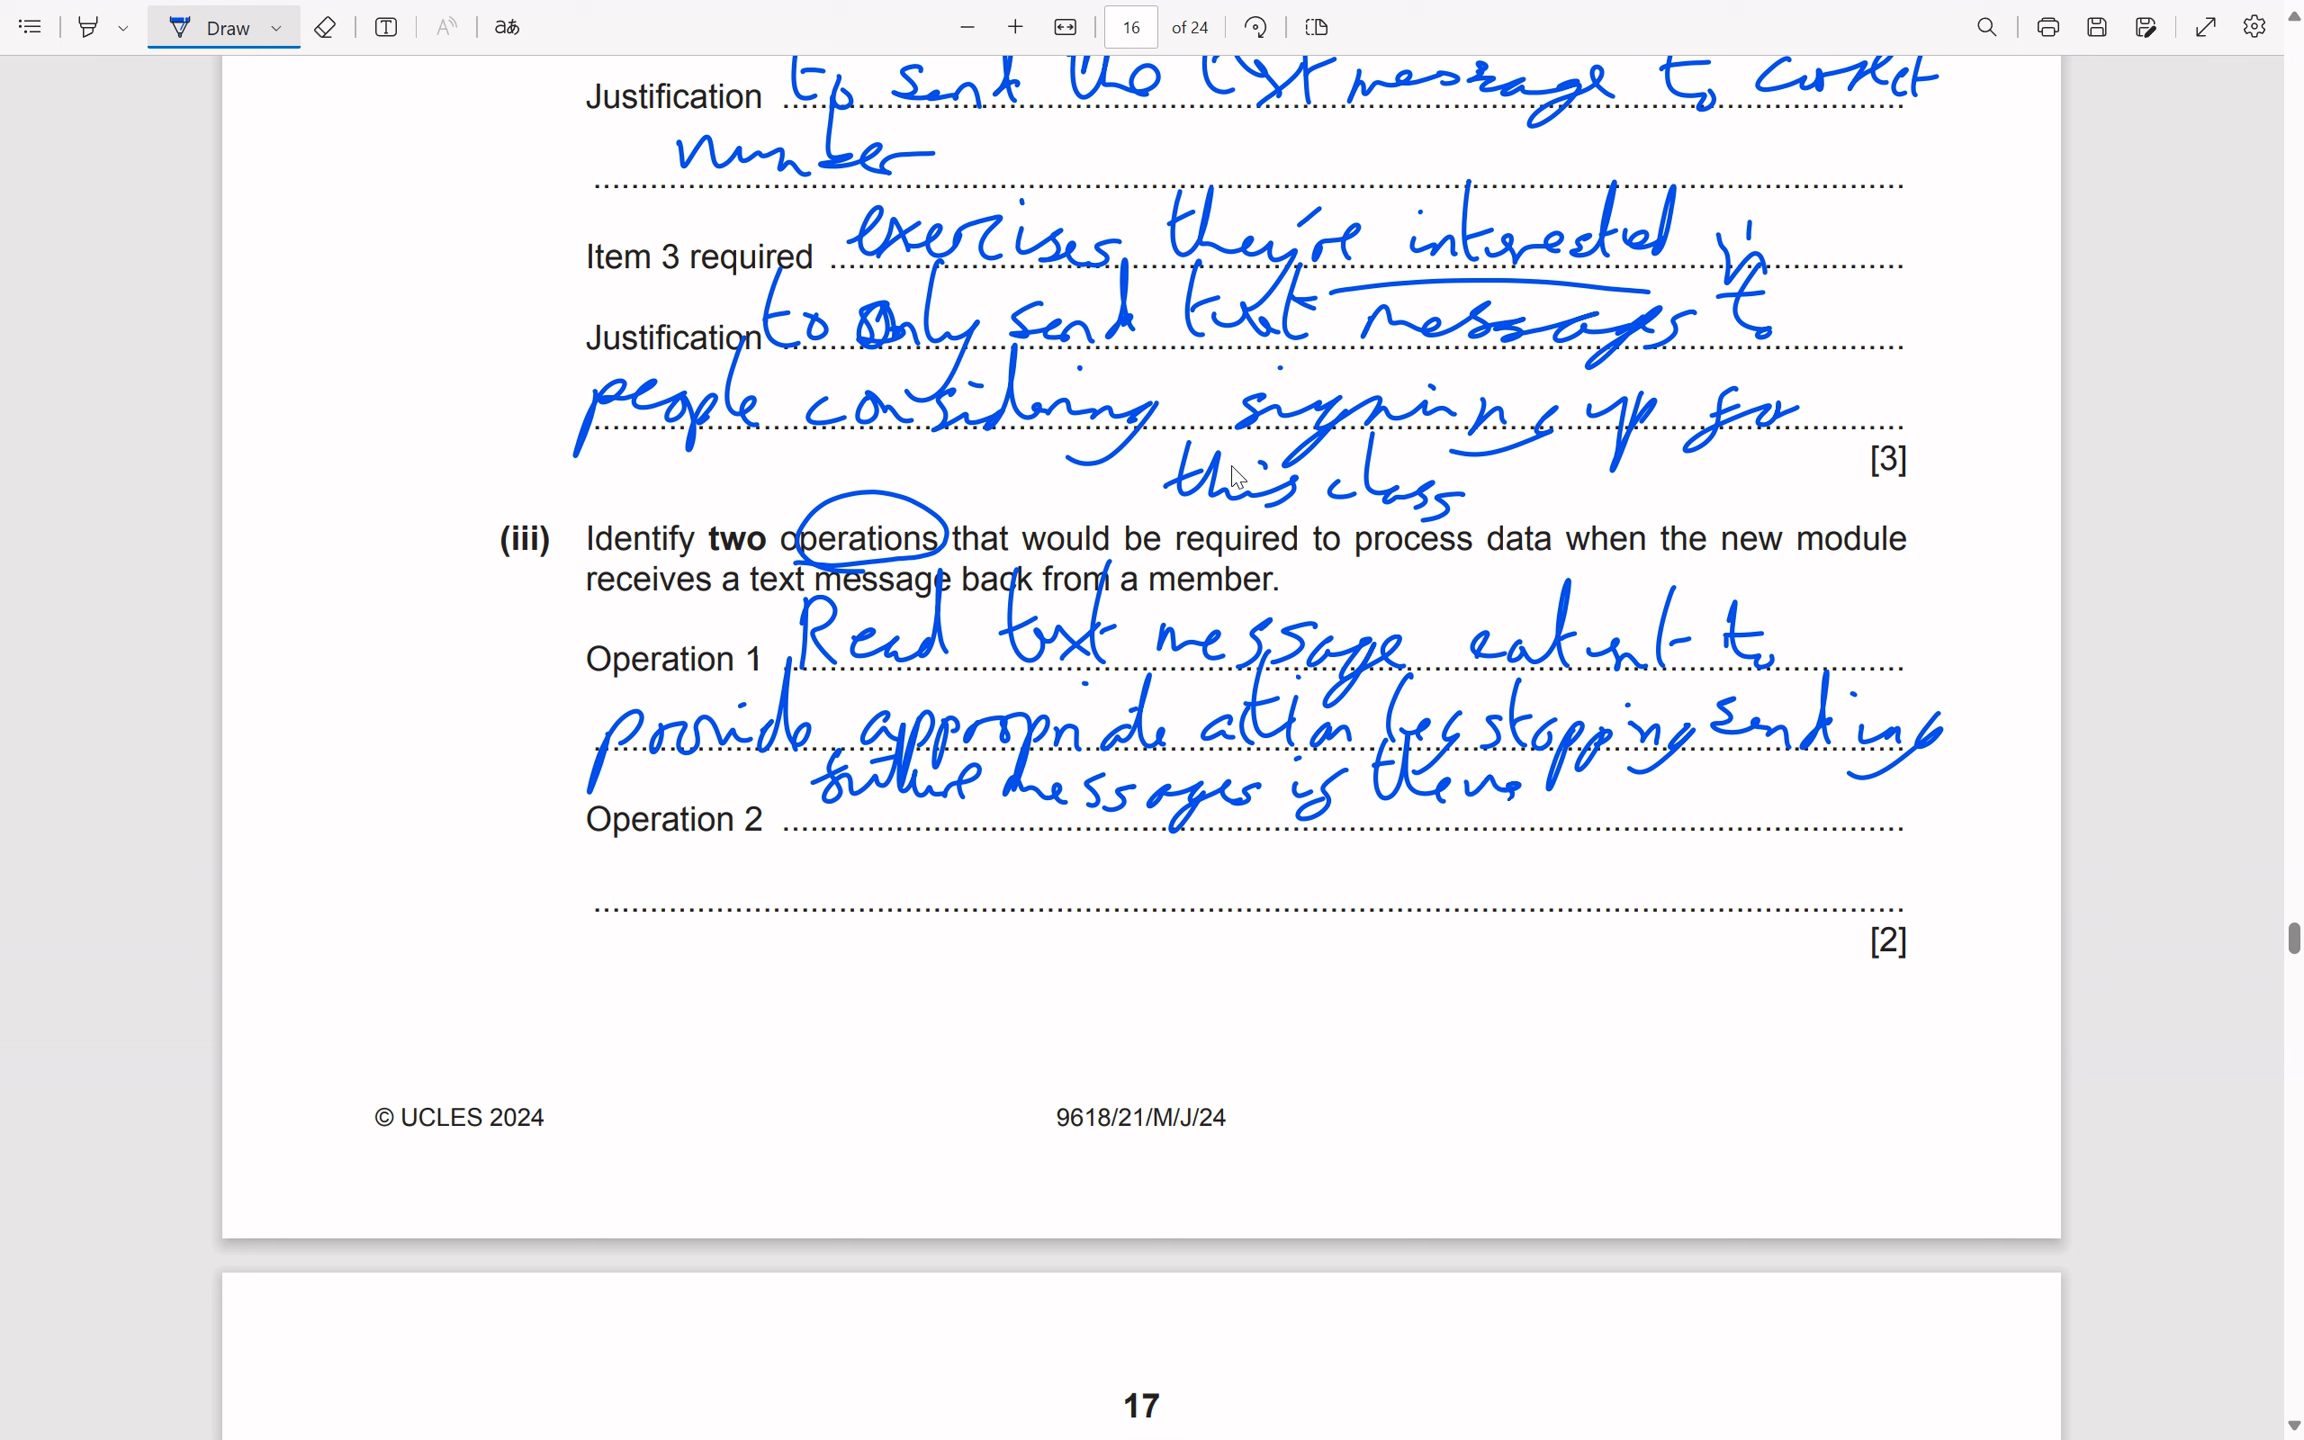 Draw
16 of 24
Justification to send the text message to correct
number
Item 3 required exercises they're interested in
Justification to only send text messages to
people considering signing up for
[3]
this class
(iii) Identify two operations that would be required to process data when the new module
receives a text message back from a member.
Operation 1 Read text message to
provide appropriate action stopping sending
future messages
Operation 2
[2]
© UCLES 2024 9618/21/M/J/24
17